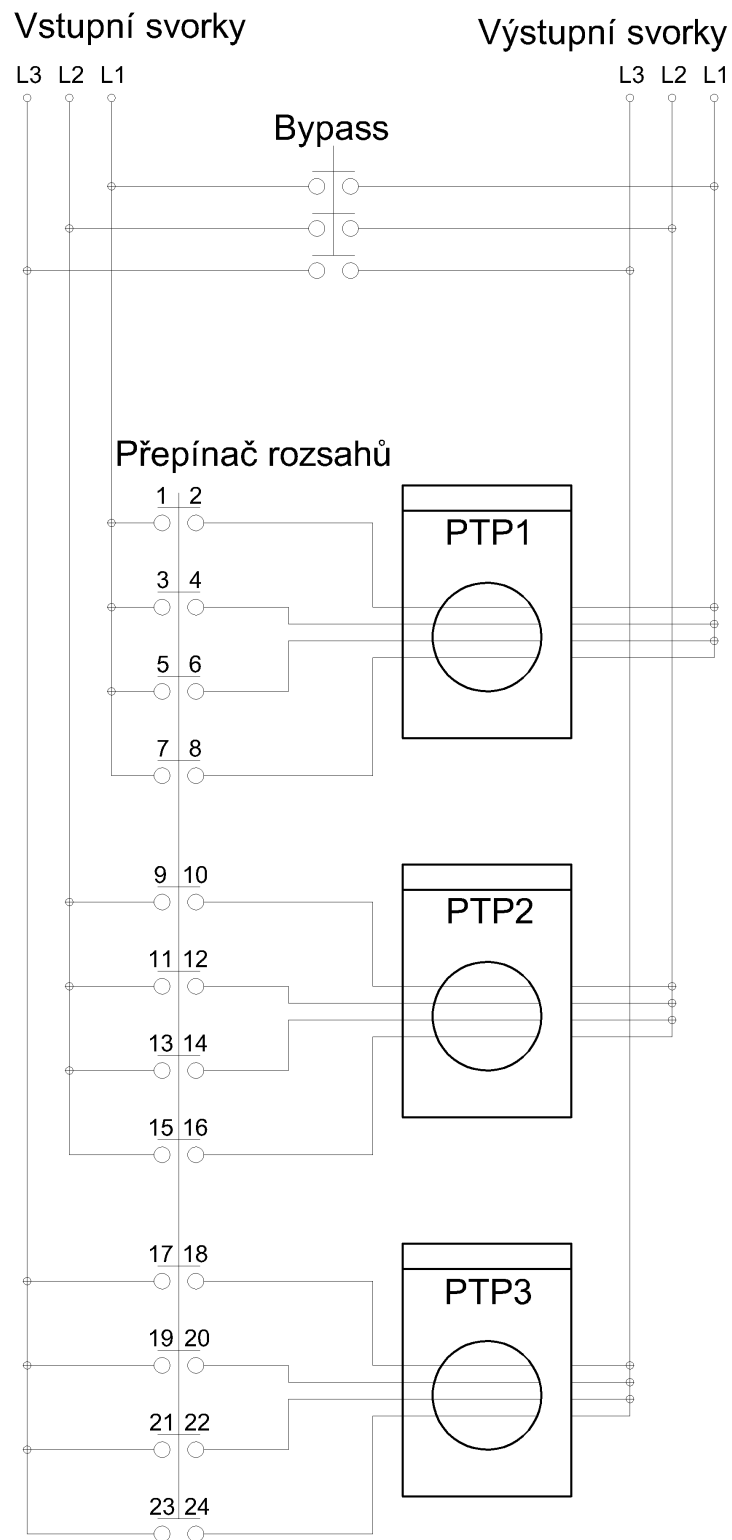 Vstupní svorky
Výstupní svorky
L3 L2 L1
L3 L2 L1
Bypass
Přepínač rozsahů
1 2
PTP1
3 4
5 6
7 8
9 10
PTP2
11 12
13 14
15 16
17 18
PTP3
19 20
21 22
23 24